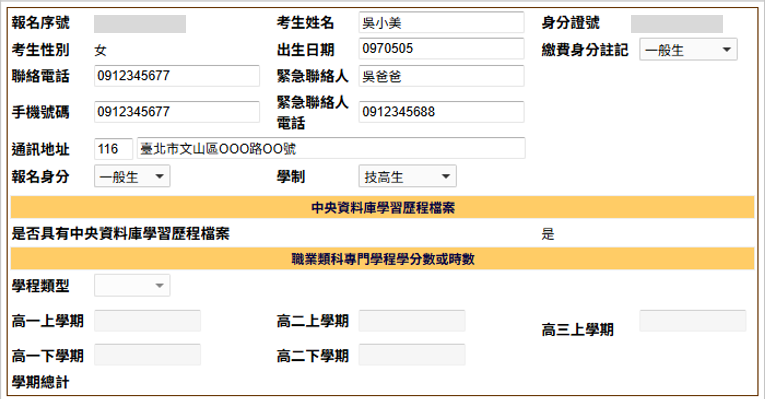 報名序號 考生姓名 吳小美 身分證號
考生性別 女 出生日期 0970505 繳費身分註記 一般生
聯絡電話 0912345677 緊急聯絡人 吳爸爸
手機號碼 0912345677 緊急聯絡人電話 0912345688
通訊地址 116 臺北市文山區OOO路OO號
報名身分 一般生 學制 技高生
中央資料庫學習歷程檔案
是否具有中央資料庫學習歷程檔案 是
職業類科專門學程學分數或時數
學程類型
高一上學期 高二上學期 高三上學期
高一下學期 高二下學期
學期總計